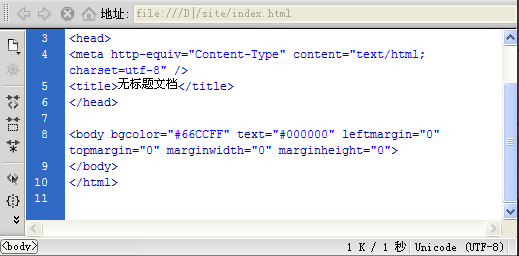 地址: file:///D|/site/index.html
3 <head>
4 <meta http-equiv="Content-Type" content="text/html;
charset=utf-8" />
5 <title>无标题文档</title>
6 </head>
7
8 <body bgcolor="#66CCFF" text="#000000" leftmargin="0"
topmargin="0" marginwidth="0" marginheight="0">
9 </body>
10 </html>
11
<body> 1 K / 1 秒 Unicode (UTF-8)